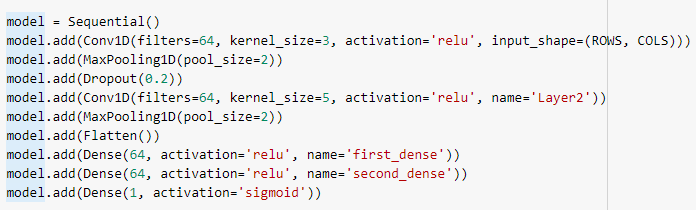 model = Sequential()
model.add(Conv1D(filters=64, kernel_size=3, activation='relu', input_shape=(ROWS, COLS)))
model.add(MaxPooling1D(pool_size=2))
model.add(Dropout(0.2))
model.add(Conv1D(filters=64, kernel_size=5, activation='relu', name='Layer2'))
model.add(MaxPooling1D(pool_size=2))
model.add(Flatten())
model.add(Dense(64, activation='relu', name='first_dense'))
model.add(Dense(64, activation='relu', name='second_dense'))
model.add(Dense(1, activation='sigmoid'))